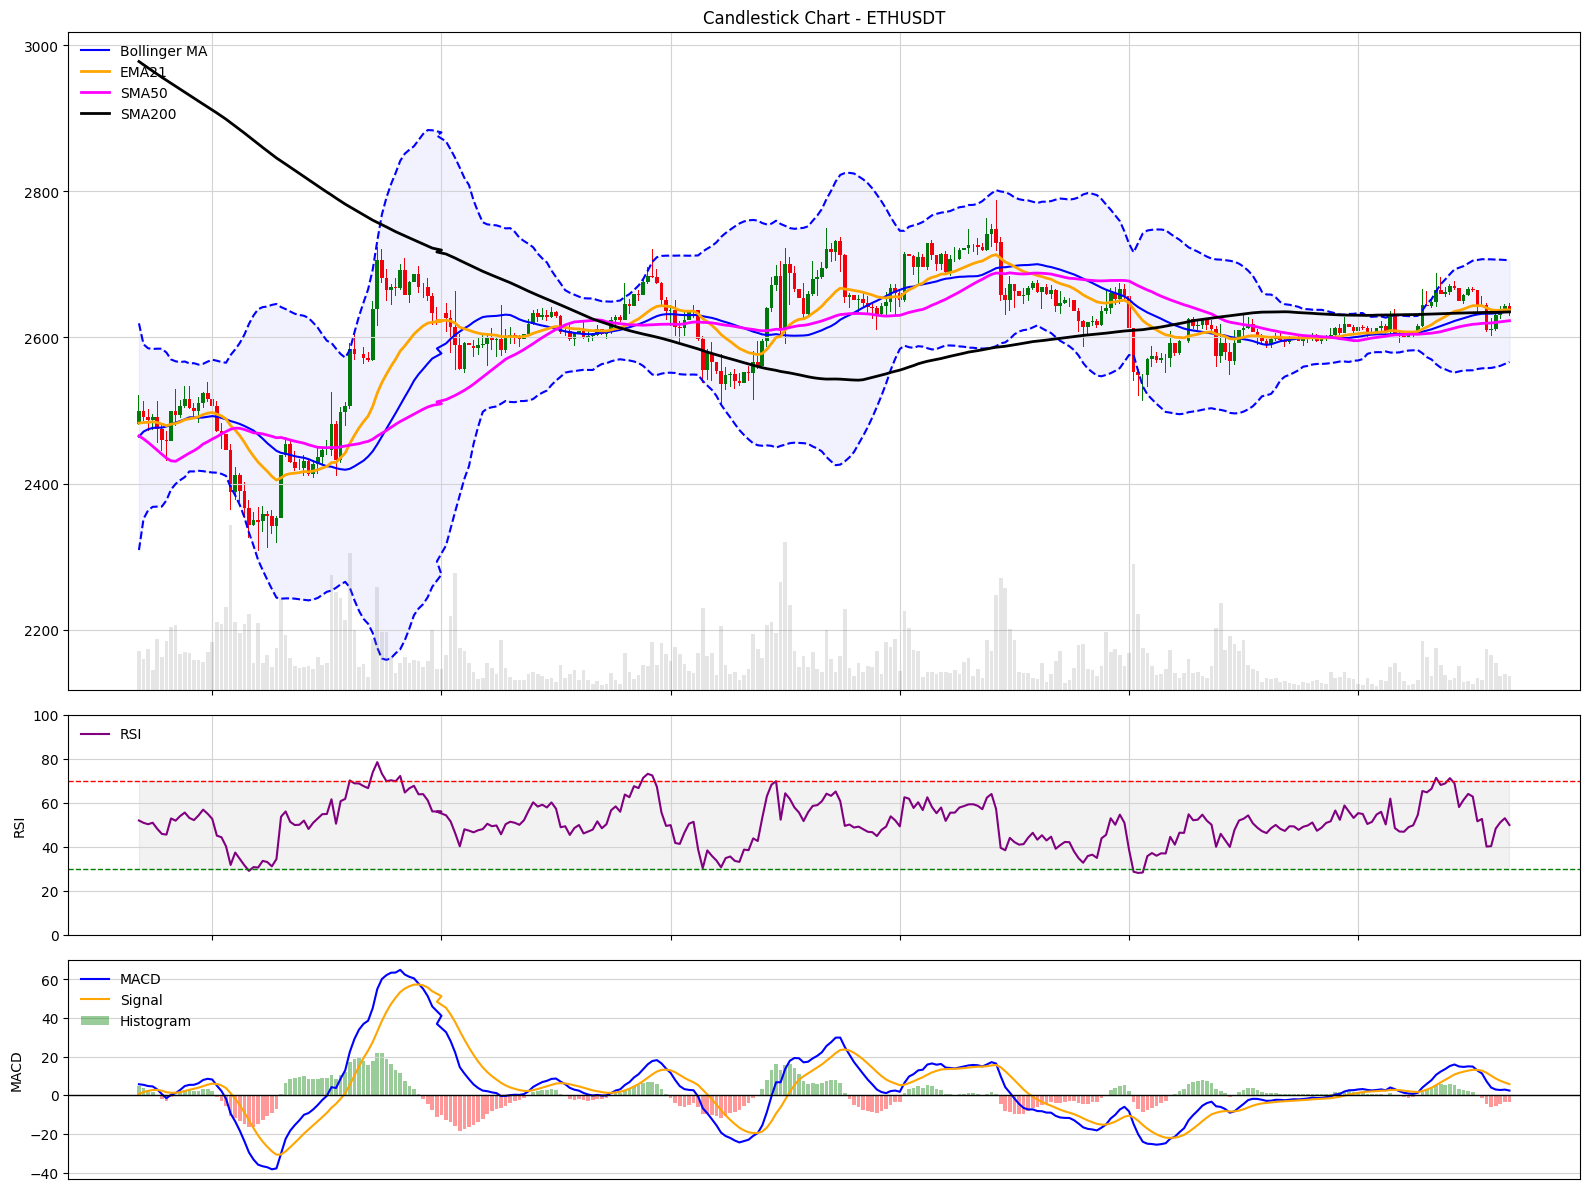 Candlestick Chart - ETHUSDT
Bollinger MA
EMA21
SMA50
SMA200
3000
2800
2600
2400
2200
RSI
RSI
100
80
60
40
20
0
MACD
Signal
Histogram
MACD
60
40
20
0
−20
−40